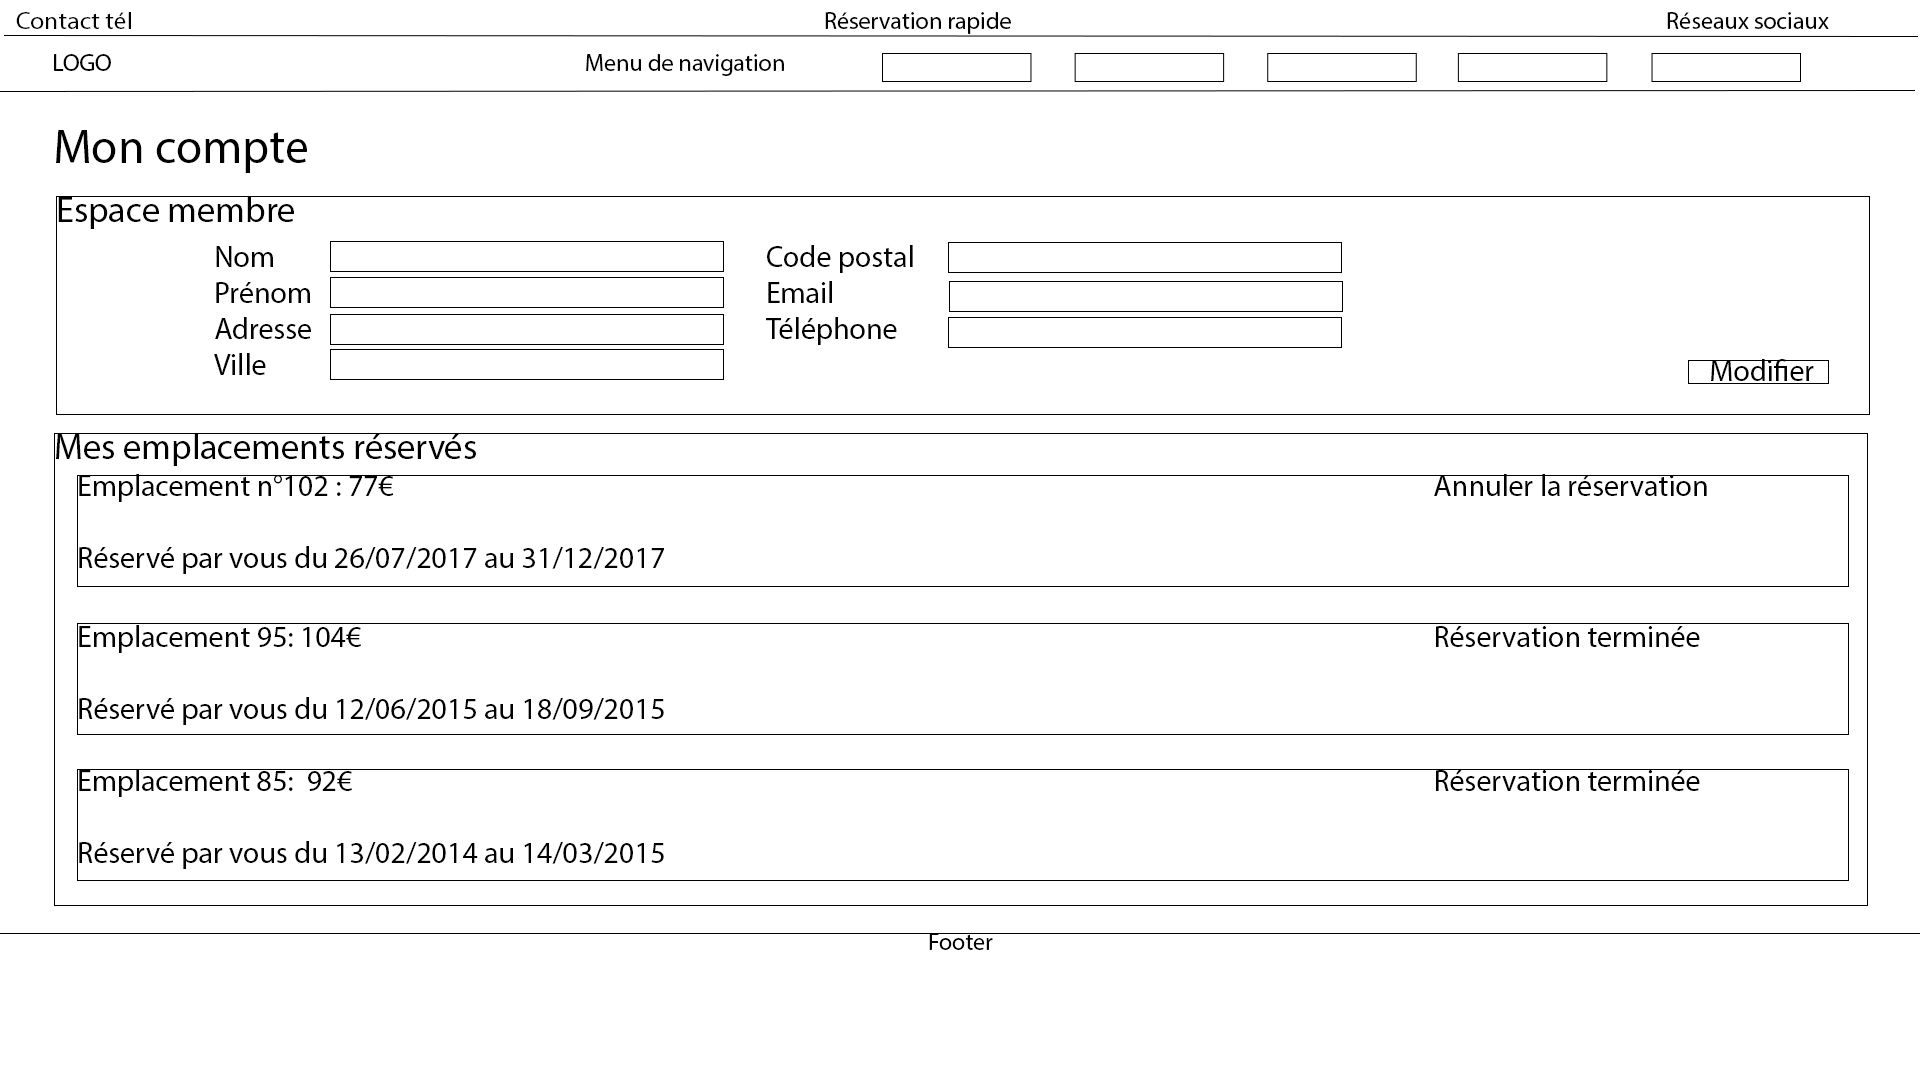 Contact tél Réservation rapide Réseaux sociaux
LOGO Menu de navigation
Mon compte
Espace membre
Nom Code postal
Prénom Email
Adresse Téléphone
Ville
Modifier
Mes emplacements réservés
Emplacement n°102 : 77€ Annuler la réservation
Réservé par vous du 26/07/2017 au 31/12/2017
Emplacement 95: 104€ Réservation terminée
Réservé par vous du 12/06/2015 au 18/09/2015
Emplacement 85:  92€ Réservation terminée
Réservé par vous du 13/02/2014 au 14/03/2015
Footer